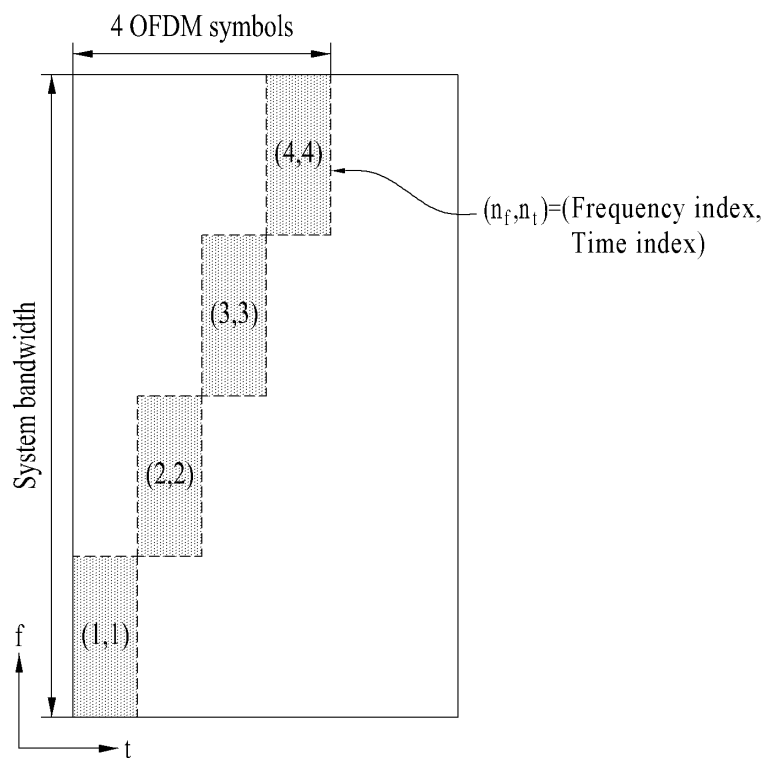 4 OFDM symbols
(4,4)
(n_f,n_t)=(Frequency index,
Time index)
(3,3)
System bandwidth
(2,2)
(1,1)
f
t